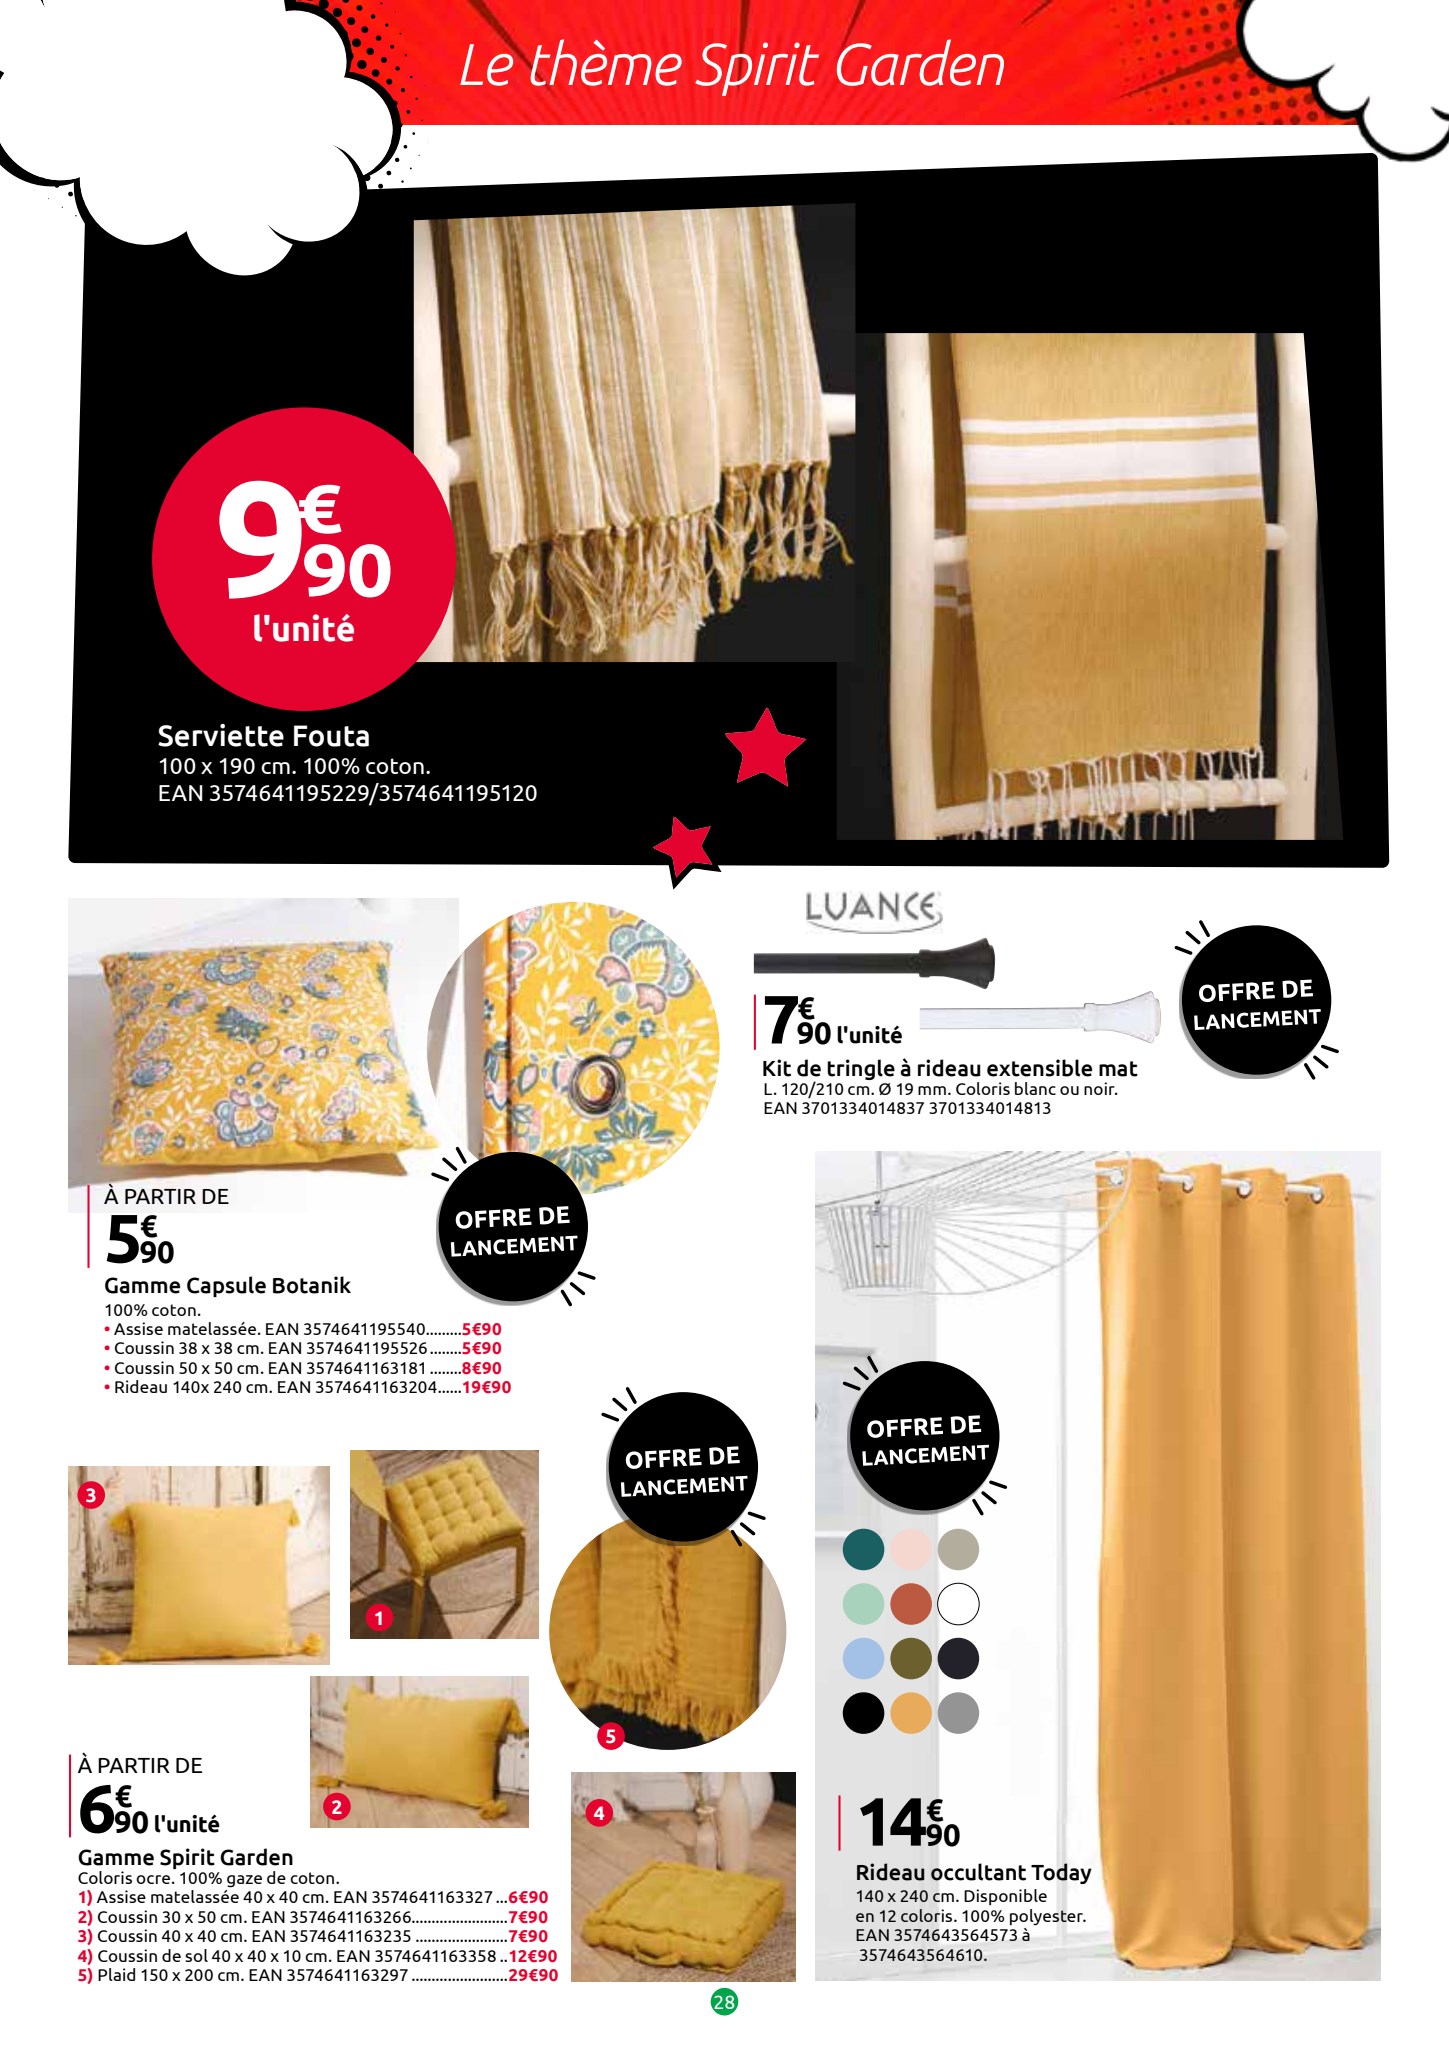 Le thème Spirit Garden
9€90
l'unité
Serviette Fouta
100 x 190 cm. 100% coton.
EAN 3574641195229/3574641195120
À PARTIR DE
5€90
OFFRE DE
LANCEMENT
Gamme Capsule Botanik
100% coton.
• Assise matelassée. EAN 3574641195540.........5€90
• Coussin 38 x 38 cm. EAN 3574641195526........5€90
• Coussin 50 x 50 cm. EAN 3574641163181 ........8€90
• Rideau 140x 240 cm. EAN 3574641163204......19€90
LUANCE
7€90 l'unité
OFFRE DE
LANCEMENT
Kit de tringle à rideau extensible mat
L. 120/210 cm. Ø 19 mm. Coloris blanc ou noir.
EAN 3701334014837 3701334014813
OFFRE DE
LANCEMENT
3
1
5
2
4
À PARTIR DE
6€90 l'unité
Gamme Spirit Garden
Coloris ocre. 100% gaze de coton.
1) Assise matelassée 40 x 40 cm. EAN 3574641163327 ...6€90
2) Coussin 30 x 50 cm. EAN 3574641163266........................7€90
3) Coussin 40 x 40 cm. EAN 3574641163235 .......................7€90
4) Coussin de sol 40 x 40 x 10 cm. EAN 3574641163358 ..12€90
5) Plaid 150 x 200 cm. EAN 3574641163297 ........................29€90
OFFRE DE
LANCEMENT
14€90
Rideau occultant Today
140 x 240 cm. Disponible
en 12 coloris. 100% polyester.
EAN 3574643564573 à
3574643564610.
28